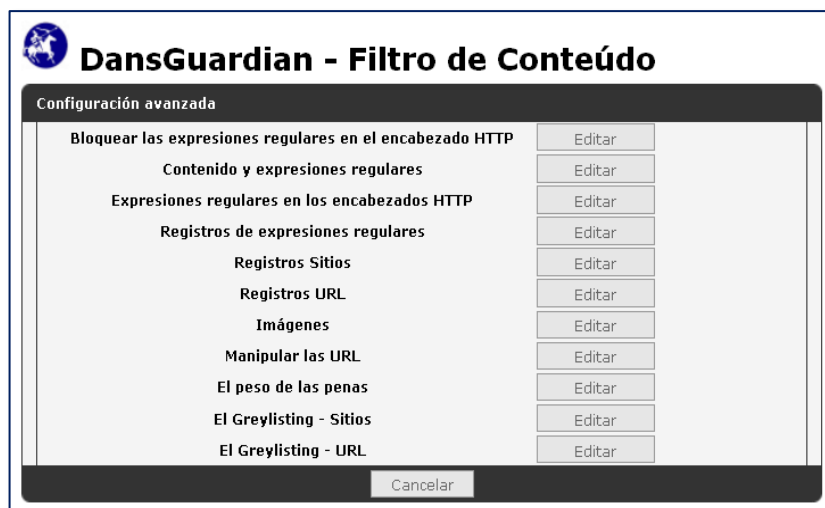 DansGuardian - Filtro de Conteúdo
Configuración avanzada
Bloquear las expresiones regulares en el encabezado HTTP Editar
Contenido y expresiones regulares Editar
Expresiones regulares en los encabezados HTTP Editar
Registros de expresiones regulares Editar
Registros Sitios Editar
Registros URL Editar
Imágenes Editar
Manipular las URL Editar
El peso de las penas Editar
El Greylisting - Sitios Editar
El Greylisting - URL Editar
Cancelar